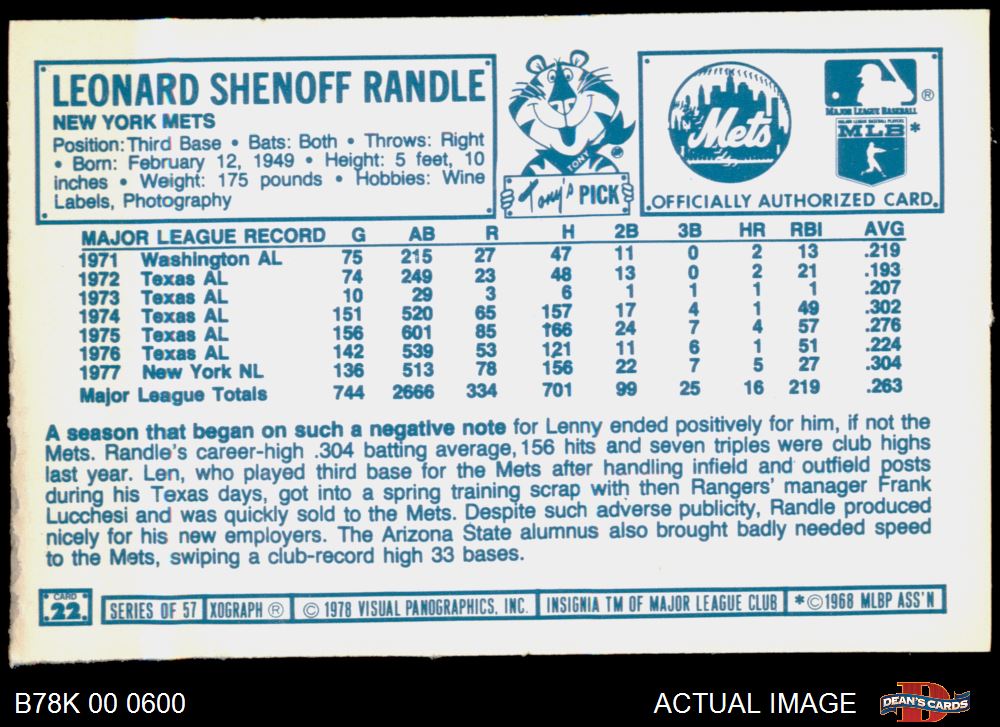 LEONARD SHENOFF RANDLE
NEW YORK METS
Position: Third Base • Bats: Both • Throws: Right
• Born: February 12, 1949 • Height: 5 feet, 10
inches • Weight: 175 pounds • Hobbies: Wine
Labels, Photography
TONY
Tony's PICK
Mets
®
MAJOR LEAGUE BASEBALL
MAJOR LEAGUE BASEBALL PLAYERS
MLB *
OFFICIALLY AUTHORIZED CARD.
MAJOR LEAGUE RECORD G AB R H 2B 3B HR RBI AVG
1971 Washington AL 75 215 27 47 11 0 2 13 .219
1972 Texas AL 74 249 23 48 13 0 2 21 .193
1973 Texas AL 10 29 3 6 1 1 1 1 .207
1974 Texas AL 151 520 65 157 17 4 1 49 .302
1975 Texas AL 156 601 85 166 24 7 4 57 .276
1976 Texas AL 142 539 53 121 11 6 1 51 .224
1977 New York NL 136 513 78 156 22 7 5 27 .304
Major League Totals 744 2666 334 701 99 25 16 219 .263
A season that began on such a negative note for Lenny ended positively for him, if not the
Mets. Randle's career-high .304 batting average, 156 hits and seven triples were club highs
last year. Len, who played third base for the Mets after handling infield and outfield posts
during his Texas days, got into a spring training scrap with then Rangers' manager Frank
Lucchesi and was quickly sold to the Mets. Despite such adverse publicity, Randle produced
nicely for his new employers. The Arizona State alumnus also brought badly needed speed
to the Mets, swiping a club-record high 33 bases.
CARD
.22.
SERIES OF 57 XOGRAPH ® © 1978 VISUAL PANOGRAPHICS, INC. INSIGNIA TM OF MAJOR LEAGUE CLUB *©1968 MLBP ASS'N
B78K 00 0600
ACTUAL IMAGE
DEAN'S CARDS